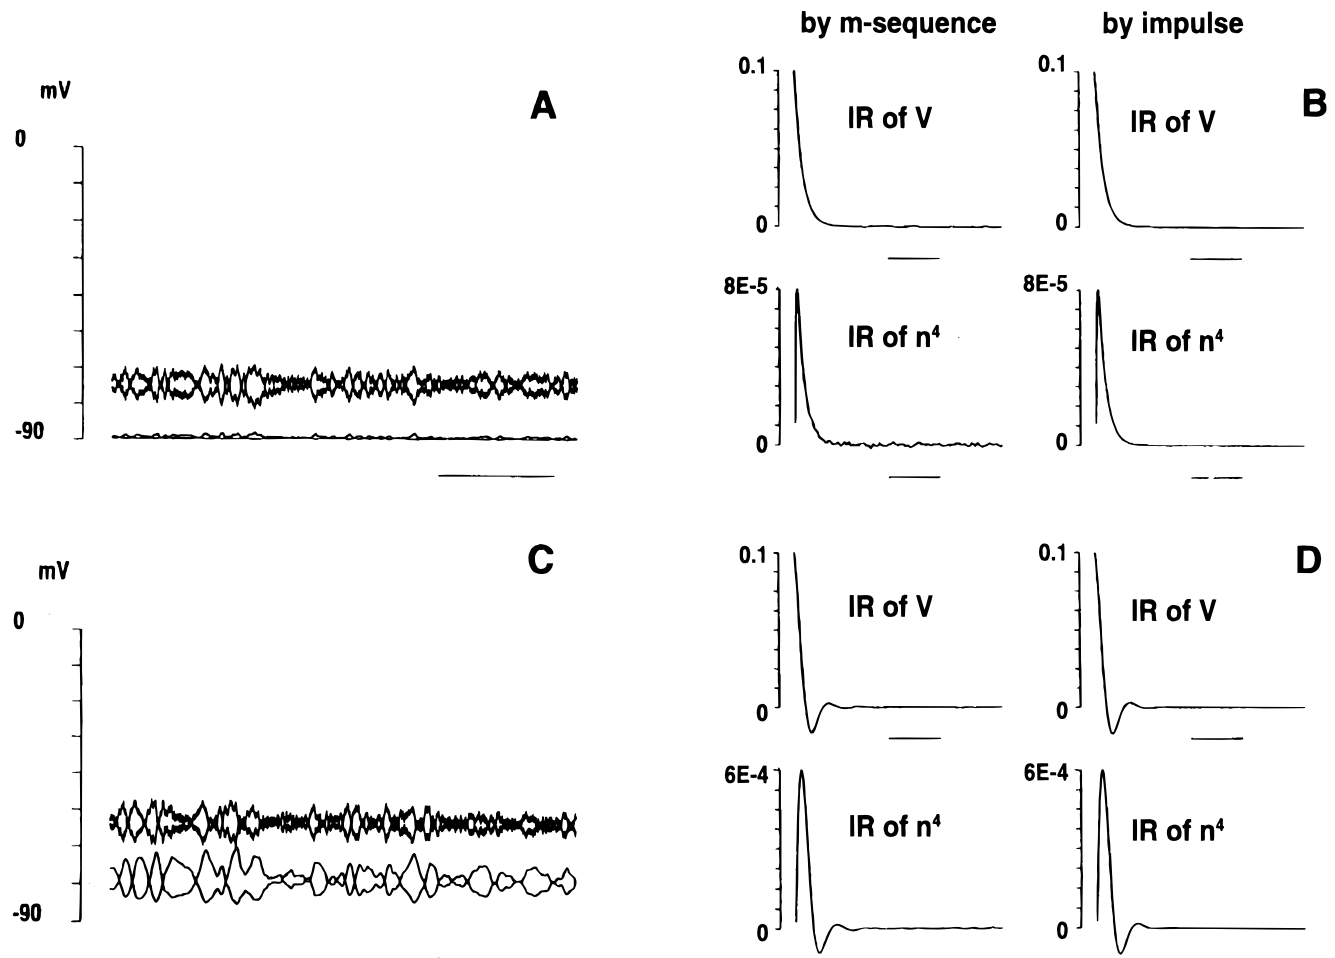 by m-sequence
by impulse
mV
A
0
-90
B
0.1
IR of V
0
0.1
IR of V
0
8E-5
IR of n⁴
0
8E-5
IR of n⁴
0
mV
C
0
-90
D
0.1
IR of V
0
0.1
IR of V
0
6E-4
IR of n⁴
0
6E-4
IR of n⁴
0